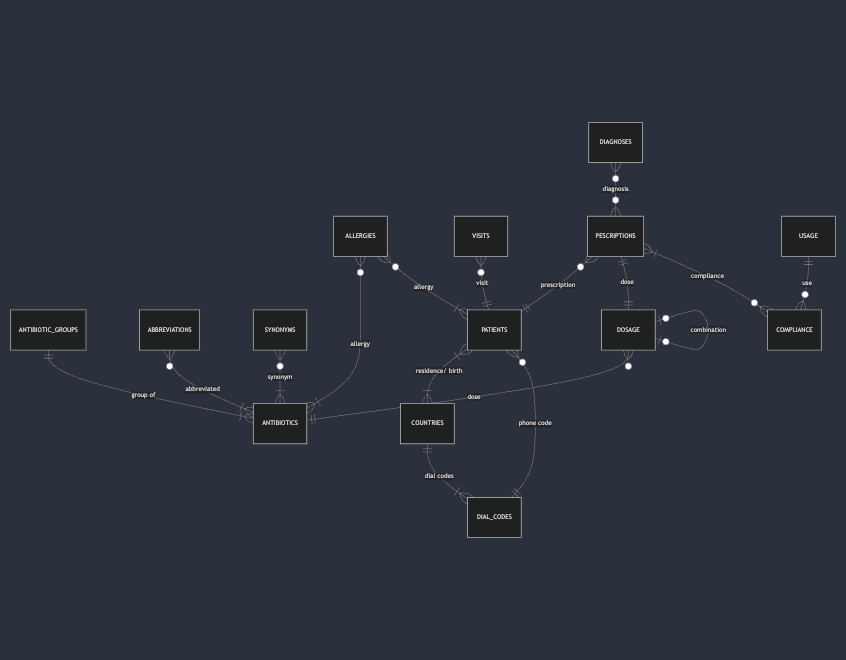 DIAGNOSES
diagnosis
ALLERGIES
VISITS
PESCRIPTIONS
USAGE
allergy
visit
prescription
dose
compliance
use
ANTIBIOTIC_GROUPS
ABBREVIATIONS
SYNONYMS
PATIENTS
DOSAGE
combination
COMPLIANCE
allergy
residence/ birth
synonym
abbreviated
group of
dose
ANTIBIOTICS
COUNTRIES
phone code
dial codes
DIAL_CODES